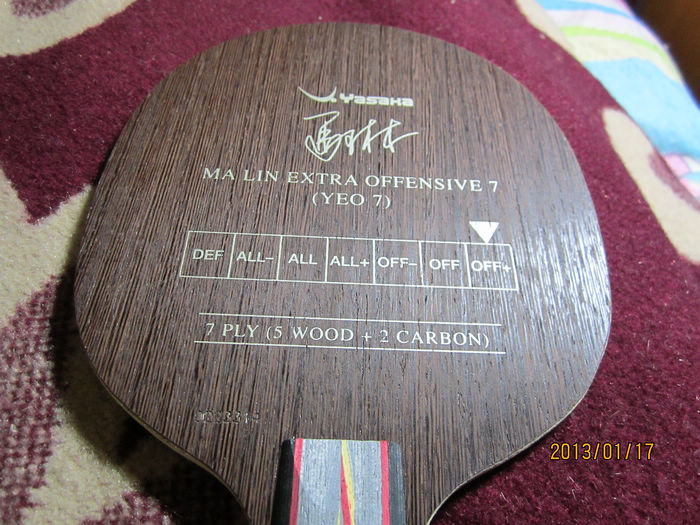 Yasaka
MA LIN EXTRA OFFENSIVE 7
(YEO 7)
DEF ALL- ALL ALL+ OFF- OFF OFF+
7 PLY (5 WOOD + 2 CARBON)
2013/01/17